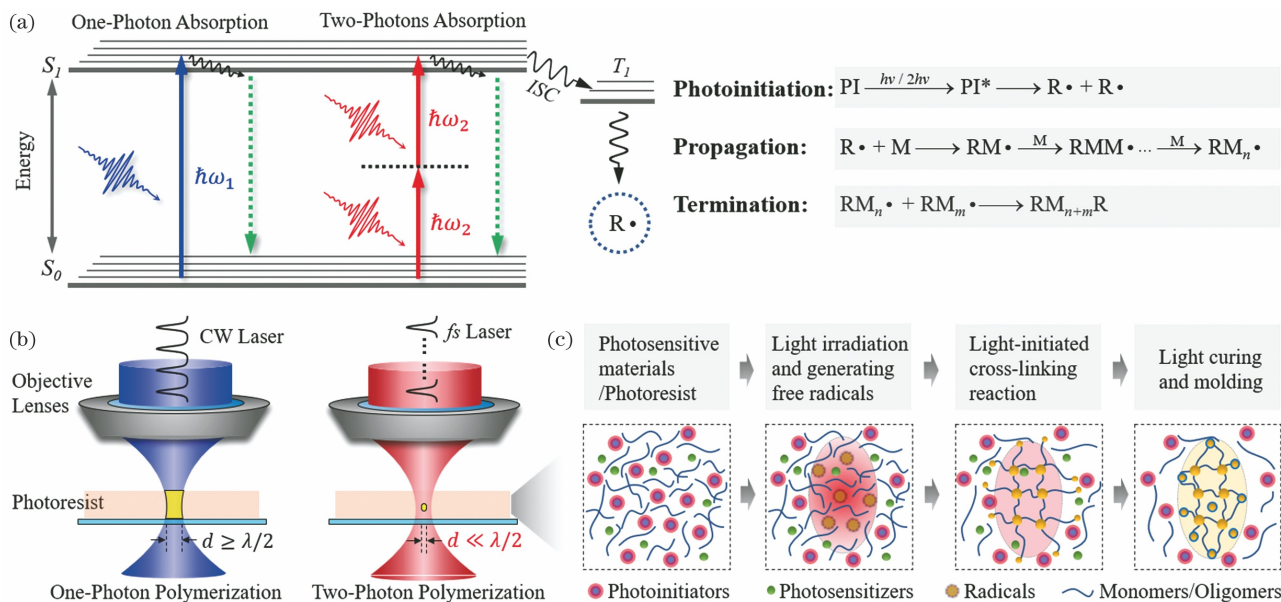 (a)
One-Photon Absorption
Two-Photons Absorption
S₁
Energy
S₀
ħω₁
ħω₂
ħω₂
ISC
T₁
R•
Photoinitiation: PI —hν / 2hν→ PI* ⟶ R• + R•
Propagation: R• + M ⟶ RM• —M→ RMM• ... —M→ RMₙ•
Termination: RMₙ• + RMₘ• ⟶ RMₙ₊ₘR
(b)
CW Laser
fs Laser
Objective
Lenses
Photoresist
d ≥ λ/2
d ≪ λ/2
One-Photon Polymerization
Two-Photon Polymerization
(c)
Photosensitive
materials
/Photoresist
Light irradiation
and generating
free radicals
Light-initiated
cross-linking
reaction
Light curing
and molding
Photoinitiators
Photosensitizers
Radicals
Monomers/Oligomers